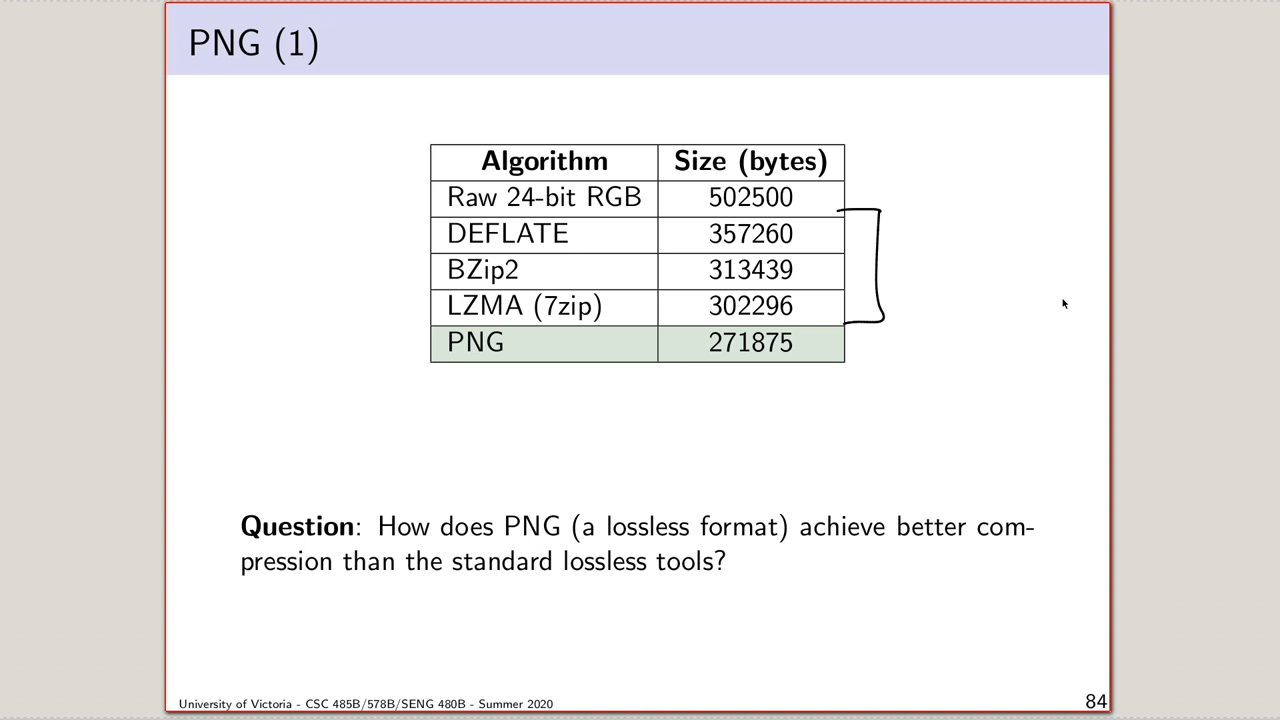 PNG (1)
Algorithm Size (bytes)
Raw 24-bit RGB 502500
DEFLATE 357260
BZip2 313439
LZMA (7zip) 302296
PNG 271875
Question: How does PNG (a lossless format) achieve better com-
pression than the standard lossless tools?
University of Victoria - CSC 485B/578B/SENG 480B - Summer 2020
84